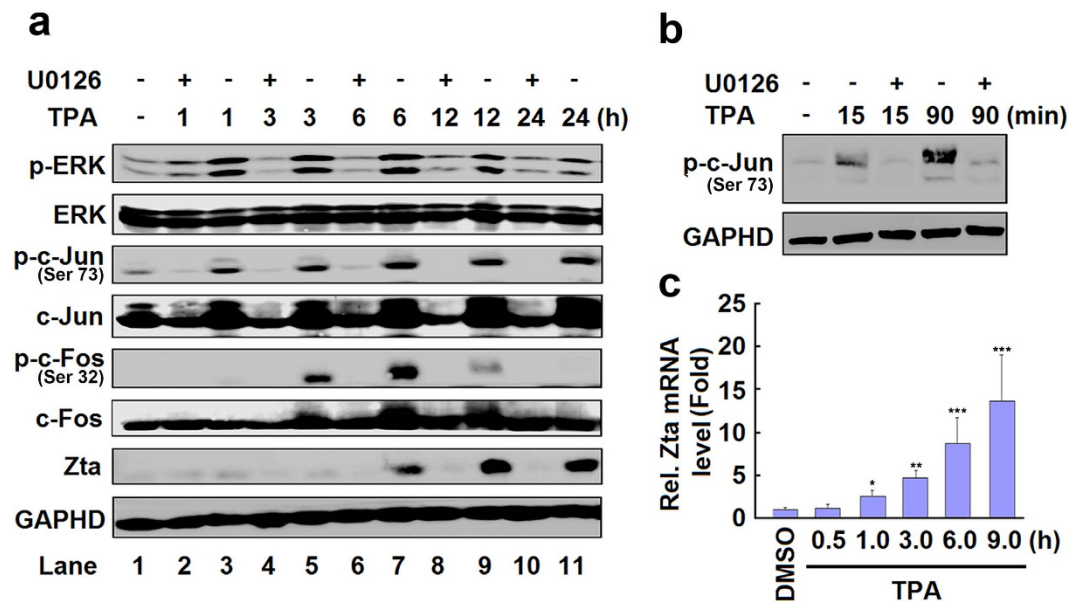 a
U0126 - + - + - + - + - + -
TPA - 1 1 3 3 6 6 12 12 24 24 (h)
p-ERK
ERK
p-c-Jun
(Ser 73)
c-Jun
p-c-Fos
(Ser 32)
c-Fos
Zta
GAPHD
Lane 1 2 3 4 5 6 7 8 9 10 11
b
U0126 - - + - +
TPA - 15 15 90 90 (min)
p-c-Jun
(Ser 73)
GAPHD
c
Rel. Zta mRNA
level (Fold)
25
20
15
10
5
0
* ** *** ***
DMSO 0.5 1.0 3.0 6.0 9.0 (h)
TPA